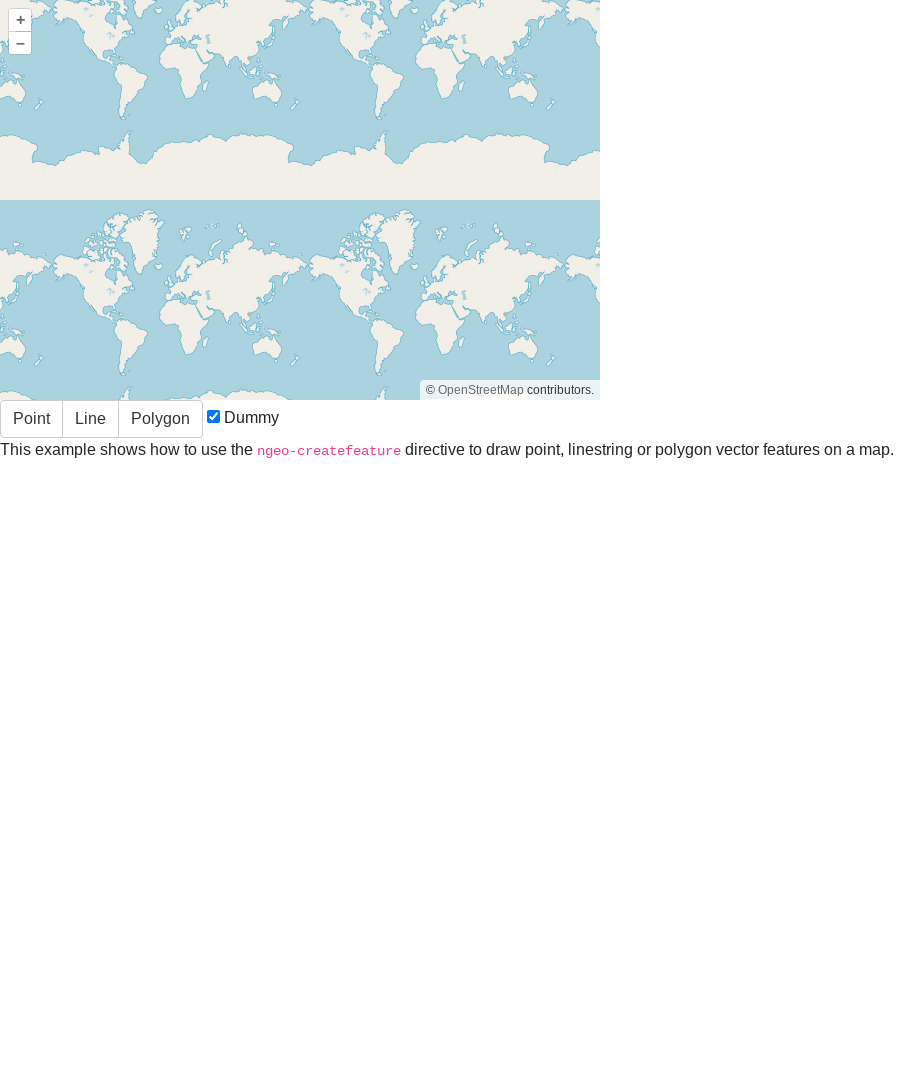 +
−
© OpenStreetMap contributors.
Point Line Polygon Dummy
This example shows how to use the ngeo-createfeature directive to draw point, linestring or polygon vector features on a map.